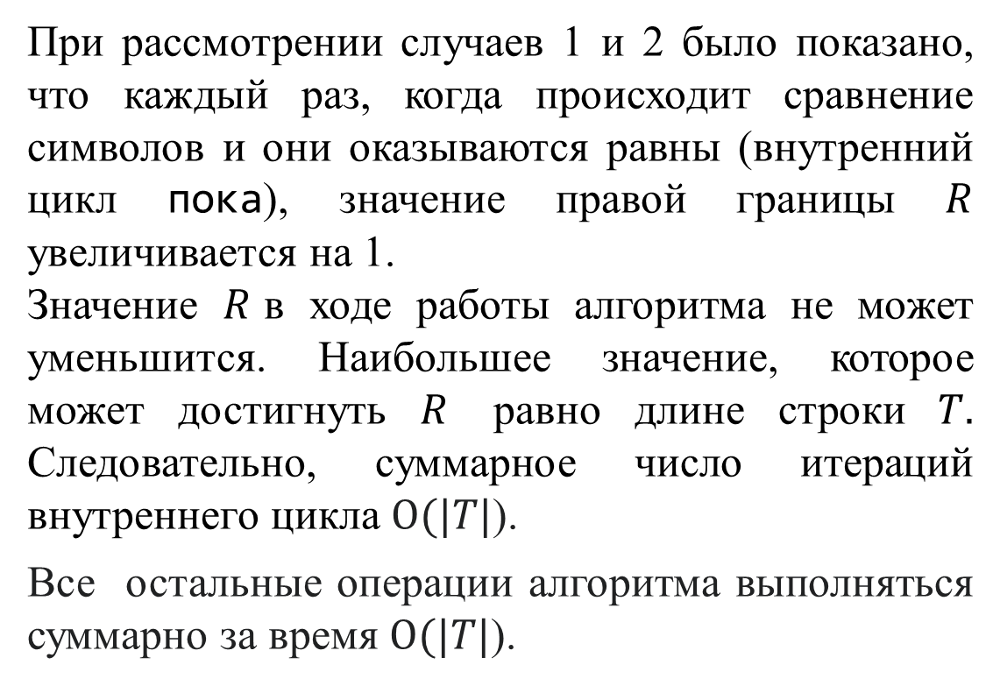 При рассмотрении случаев 1 и 2 было показано,
что каждый раз, когда происходит сравнение
символов и они оказываются равны (внутренний
цикл пока), значение правой границы R
увеличивается на 1.
Значение R в ходе работы алгоритма не может
уменьшится. Наибольшее значение, которое
может достигнуть R равно длине строки T.
Следовательно, суммарное число итераций
внутреннего цикла O(|T|).
Все остальные операции алгоритма выполняться
суммарно за время O(|T|).